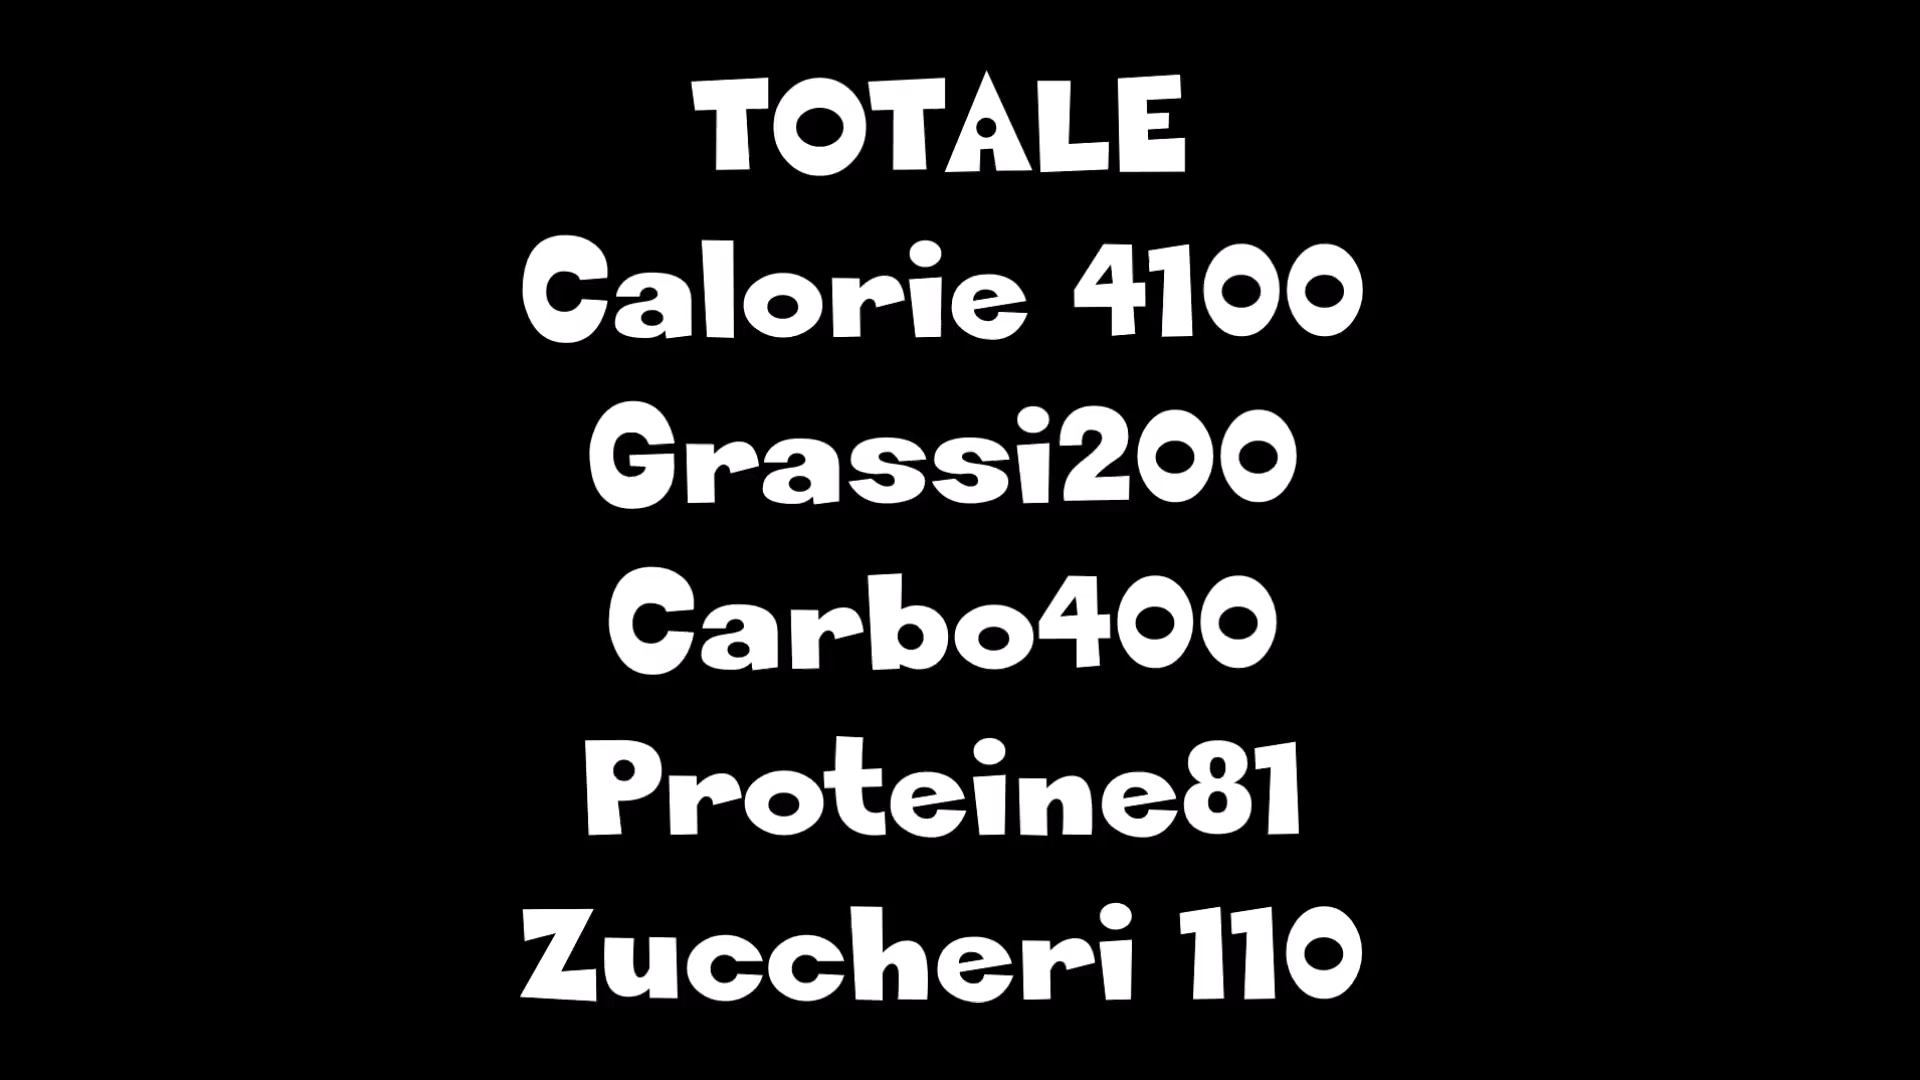 TOTALE
Calorie 4100
Grassi200
Carbo400
Proteine81
Zuccheri 110